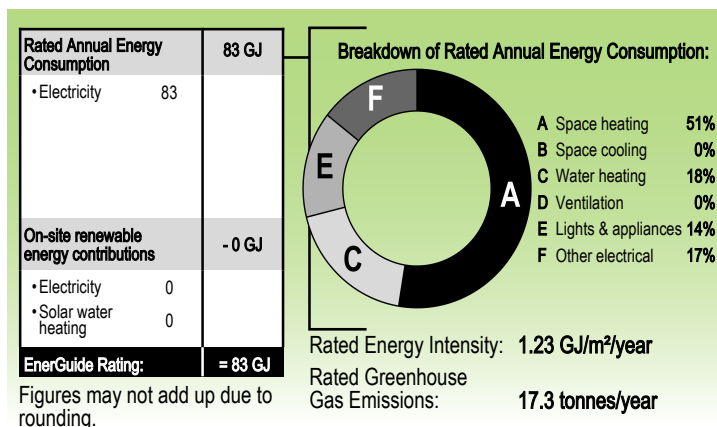 Rated Annual Energy
Consumption
83 GJ
• Electricity 83
On-site renewable
energy contributions
- 0 GJ
• Electricity 0
• Solar water
heating 0
EnerGuide Rating: = 83 GJ
Figures may not add up due to
rounding.
Breakdown of Rated Annual Energy Consumption:
F
E
A
C
A Space heating 51%
B Space cooling 0%
C Water heating 18%
D Ventilation 0%
E Lights & appliances 14%
F Other electrical 17%
Rated Energy Intensity: 1.23 GJ/m²/year
Rated Greenhouse
Gas Emissions: 17.3 tonnes/year